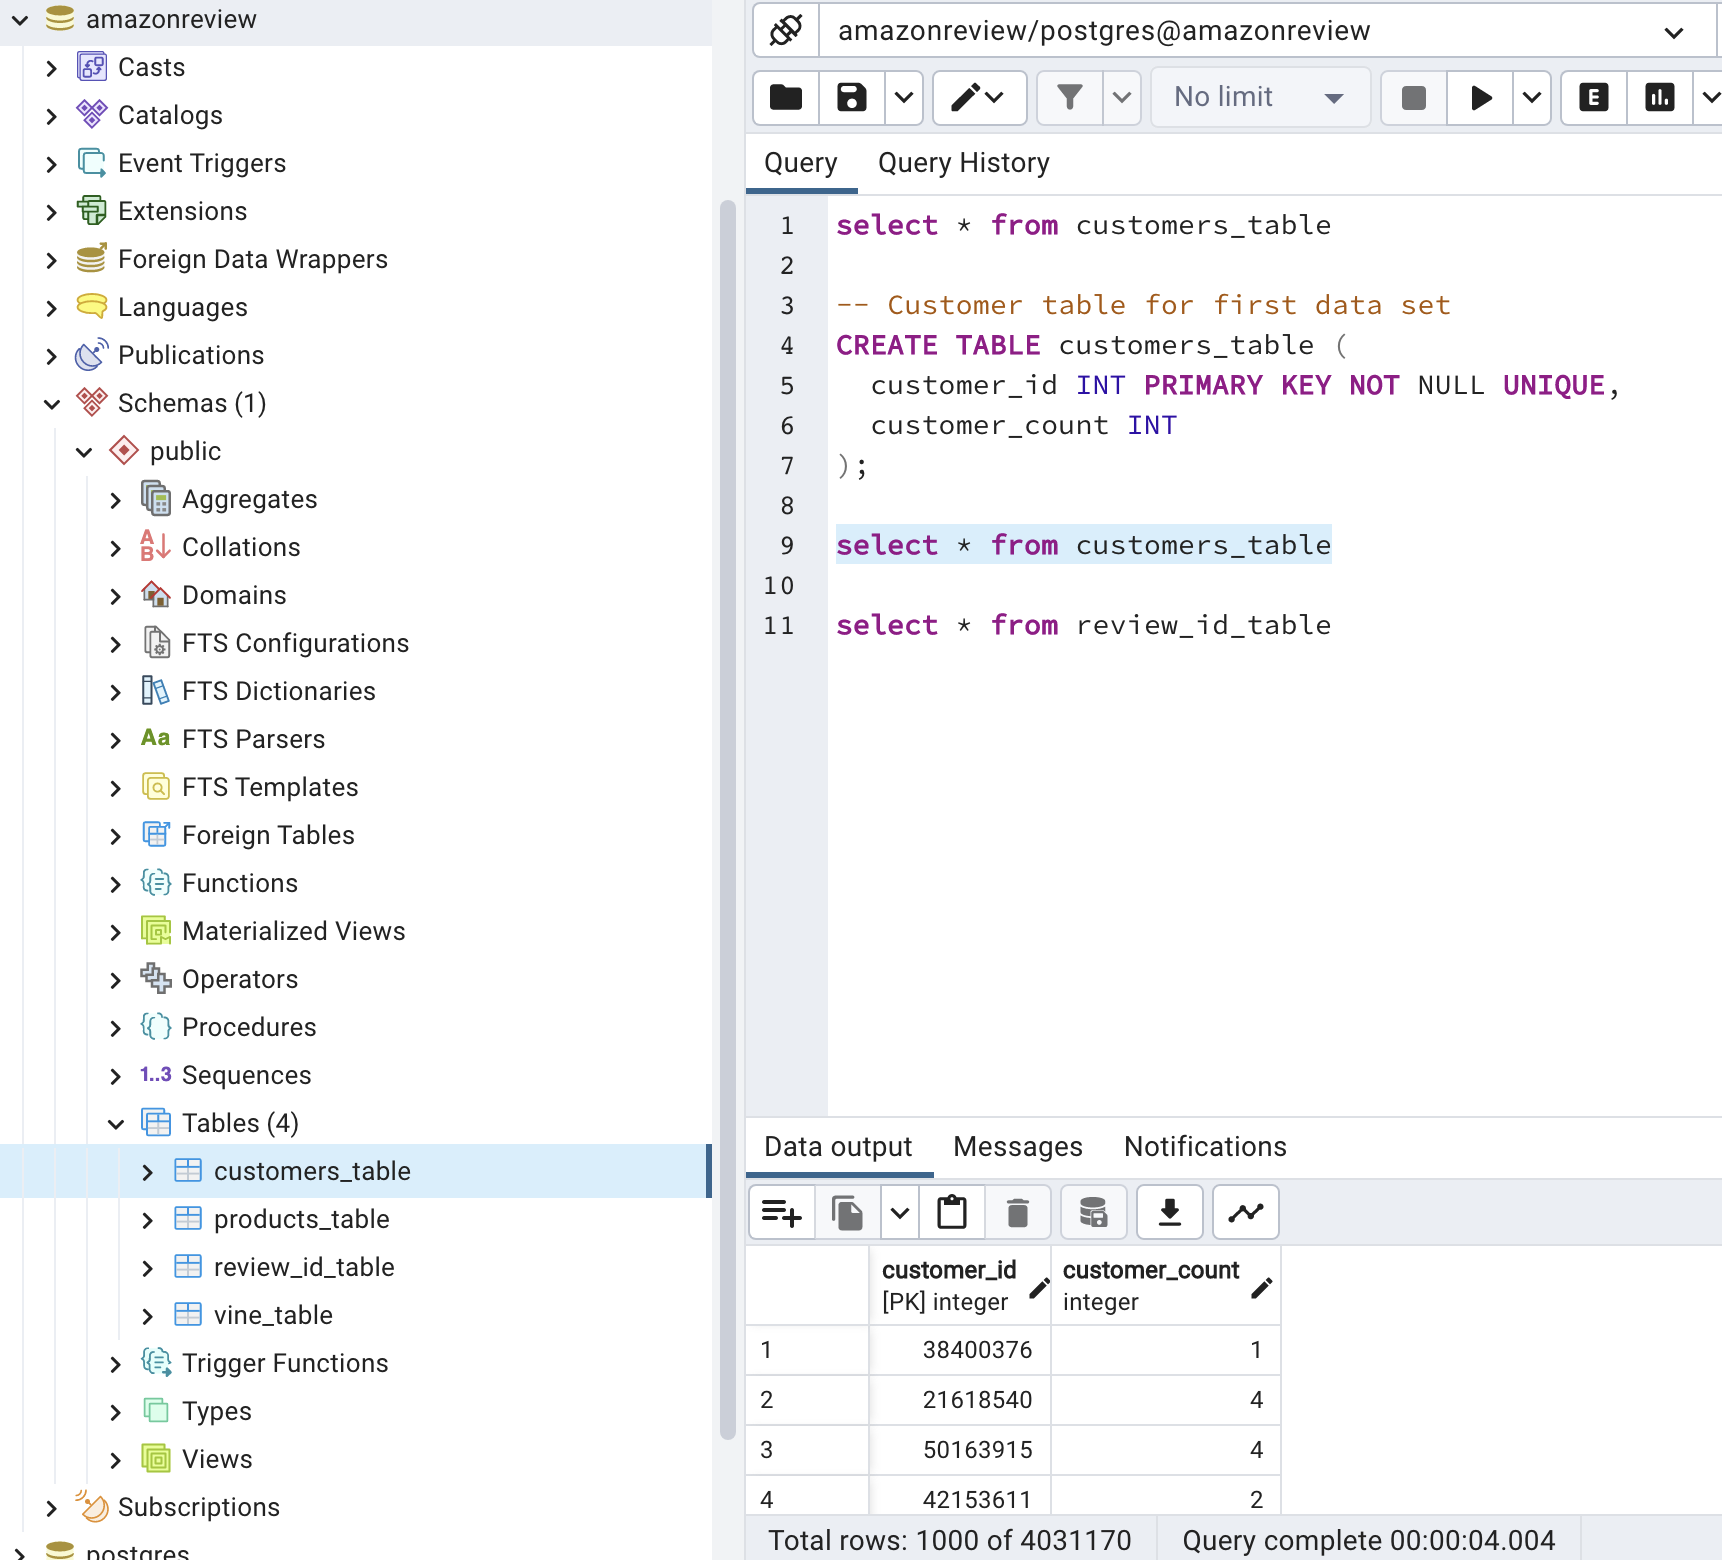 amazonreview
Casts
Catalogs
Event Triggers
Extensions
Foreign Data Wrappers
Languages
Publications
Schemas (1)
public
Aggregates
Collations
Domains
FTS Configurations
FTS Dictionaries
Aa FTS Parsers
FTS Templates
Foreign Tables
Functions
Materialized Views
Operators
Procedures
1..3 Sequences
Tables (4)
customers_table
products_table
review_id_table
vine_table
Trigger Functions
Types
Views
Subscriptions
postgres
amazonreview/postgres@amazonreview
No limit
E
Query Query History
1 select * from customers_table
2
3 -- Customer table for first data set
4 CREATE TABLE customers_table (
5 customer_id INT PRIMARY KEY NOT NULL UNIQUE,
6 customer_count INT
7 );
8
9 select * from customers_table
10
11 select * from review_id_table
Data output Messages Notifications
customer_id customer_count
[PK] integer integer
1 38400376 1
2 21618540 4
3 50163915 4
4 42153611 2
Total rows: 1000 of 4031170 Query complete 00:00:04.004